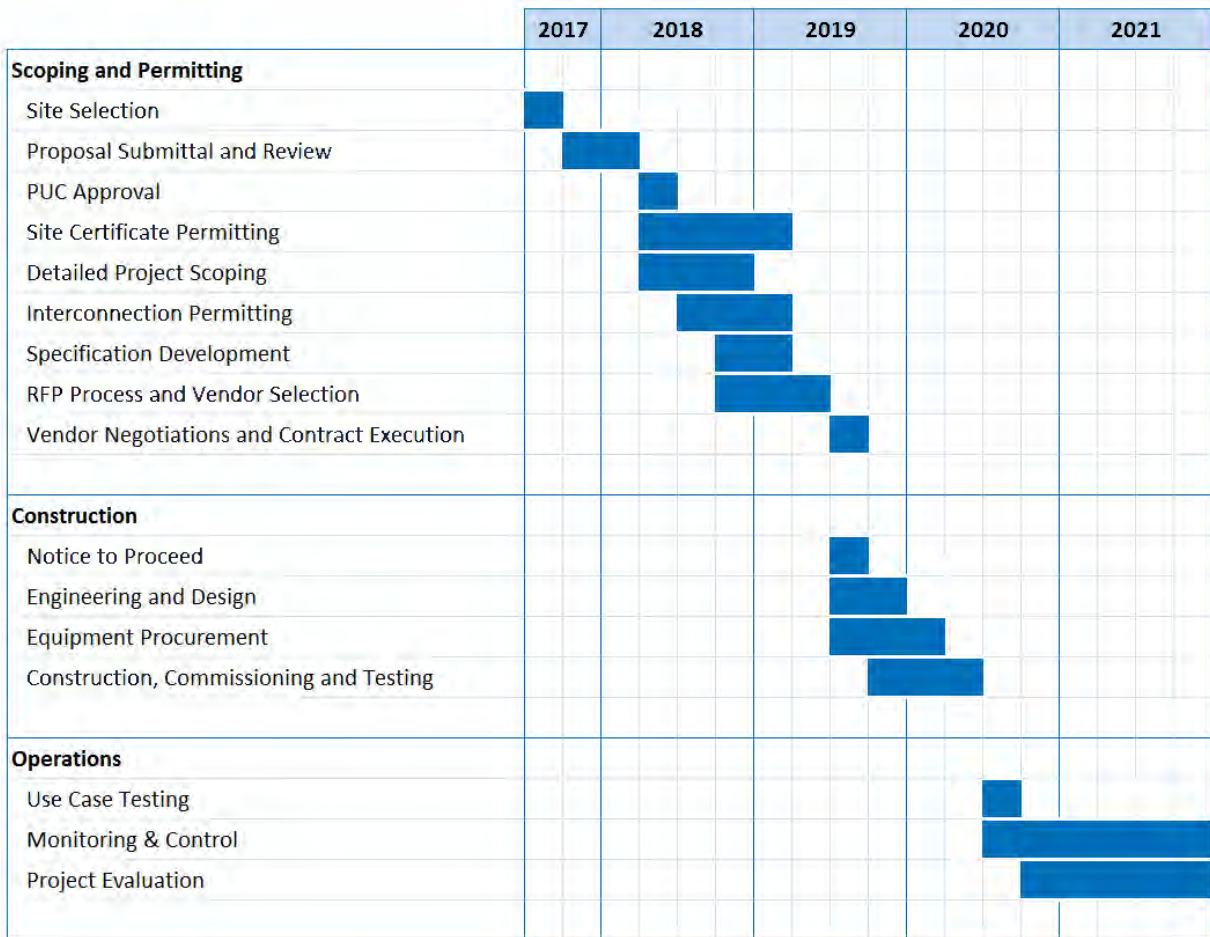 2017 2018 2019 2020 2021
Scoping and Permitting
Site Selection
Proposal Submittal and Review
PUC Approval
Site Certificate Permitting
Detailed Project Scoping
Interconnection Permitting
Specification Development
RFP Process and Vendor Selection
Vendor Negotiations and Contract Execution
Construction
Notice to Proceed
Engineering and Design
Equipment Procurement
Construction, Commissioning and Testing
Operations
Use Case Testing
Monitoring & Control
Project Evaluation